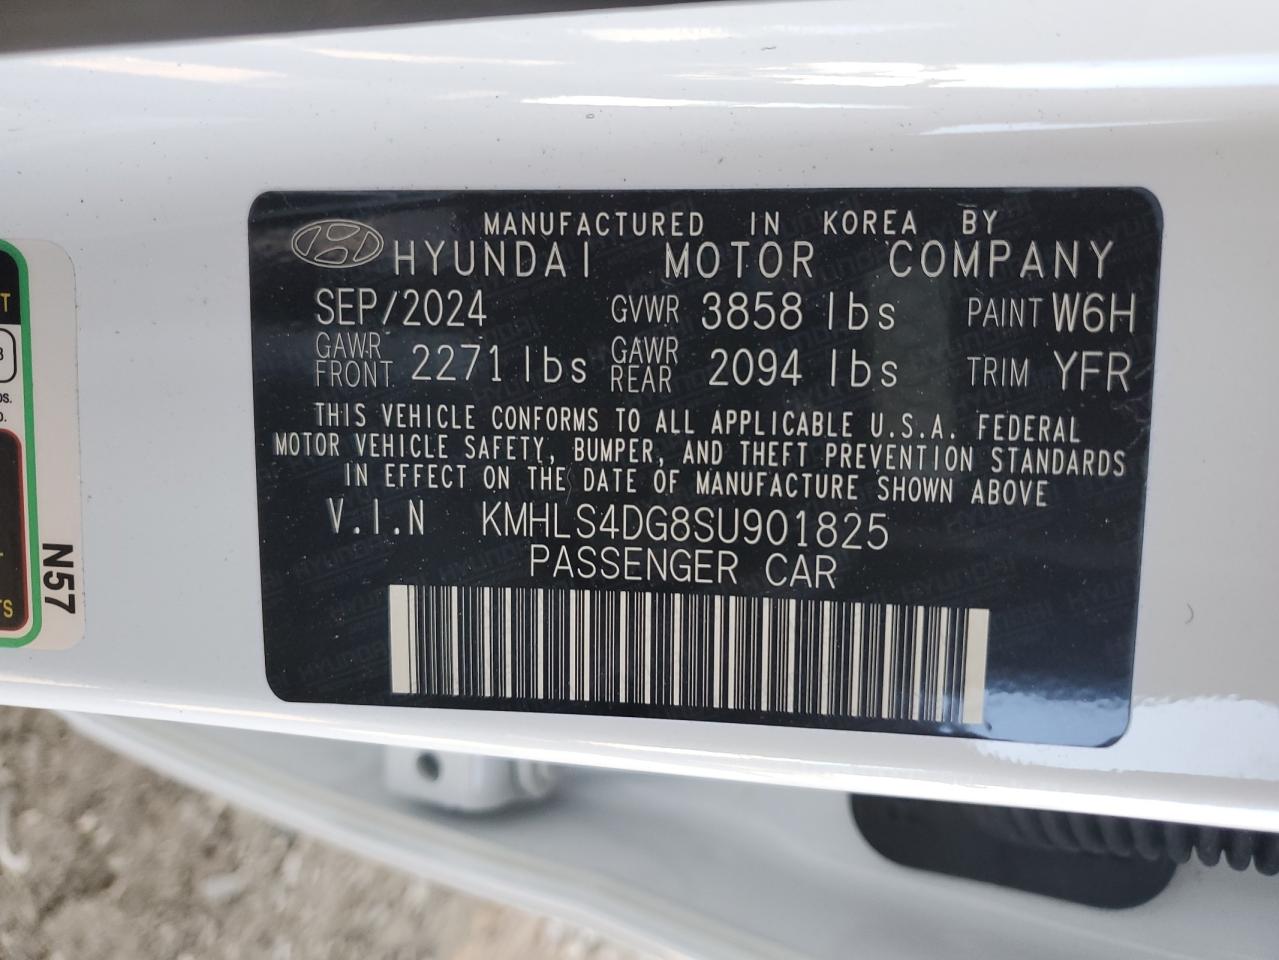 MANUFACTURED IN KOREA BY
HYUNDAI MOTOR COMPANY
SEP/2024 GVWR 3858 lbs PAINT W6H
GAWR FRONT 2271 lbs GAWR REAR 2094 lbs TRIM YFR
THIS VEHICLE CONFORMS TO ALL APPLICABLE U.S.A. FEDERAL
MOTOR VEHICLE SAFETY, BUMPER, AND THEFT PREVENTION STANDARDS
IN EFFECT ON THE DATE OF MANUFACTURE SHOWN ABOVE
V.I.N KMHLS4DG8SU901825
PASSENGER CAR
N57